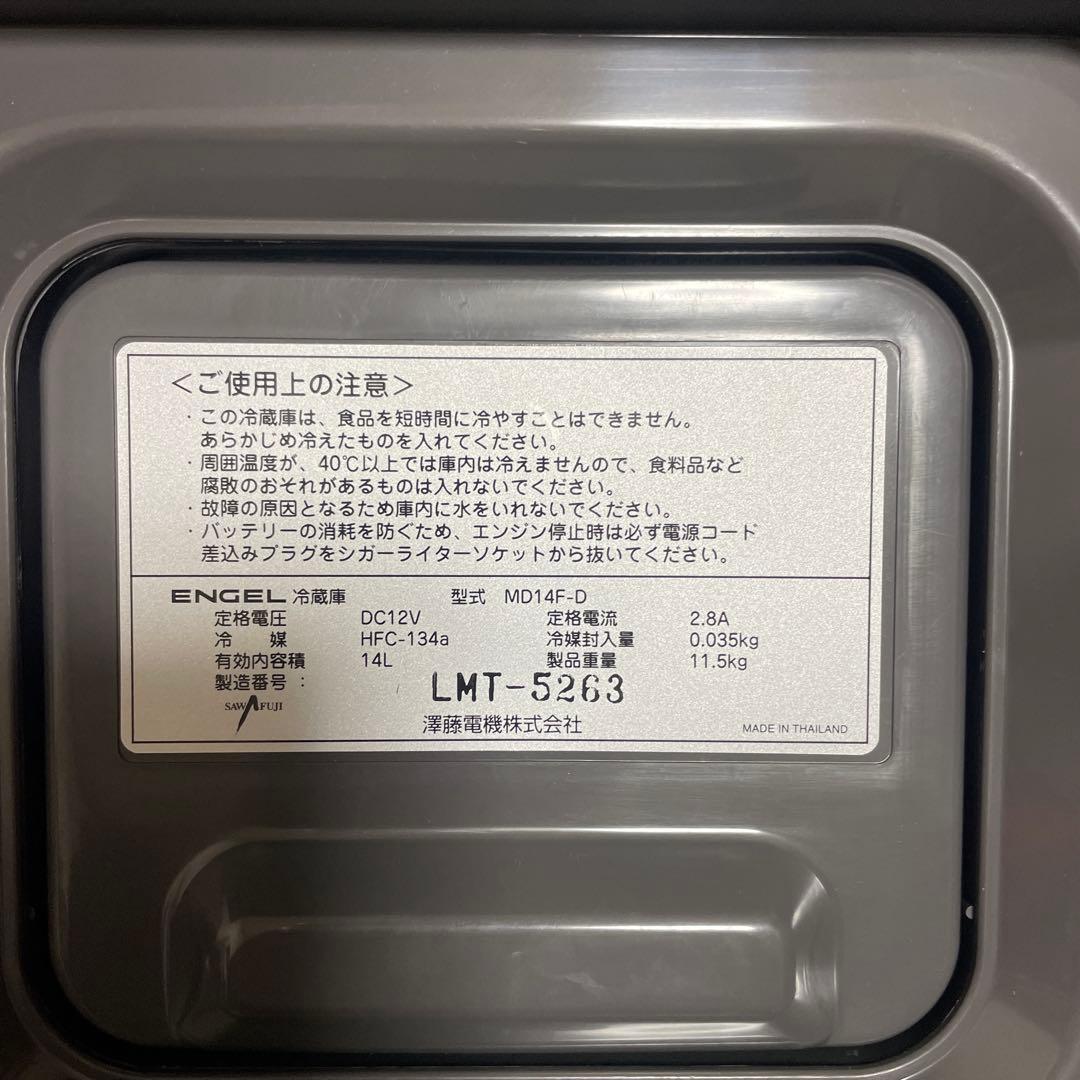 ＜ご使用上の注意＞
・この冷蔵庫は、食品を短時間に冷やすことはできません。
あらかじめ冷えたものを入れてください。
・周囲温度が、40℃以上では庫内は冷えませんので、食料品など
腐敗のおそれがあるものは入れないでください。
・故障の原因となるため庫内に水をいれないでください。
・バッテリーの消耗を防ぐため、エンジン停止時は必ず電源コード
差込みプラグをシガーライターソケットから抜いてください。
ENGEL 冷蔵庫 型式 MD14F-D
定格電圧 DC12V 定格電流 2.8A
冷媒 HFC-134a 冷媒封入量 0.035kg
有効内容積 14L 製品重量 11.5kg
製造番号： LMT-5263
SAWAFUJI
澤藤電機株式会社 MADE IN THAILAND